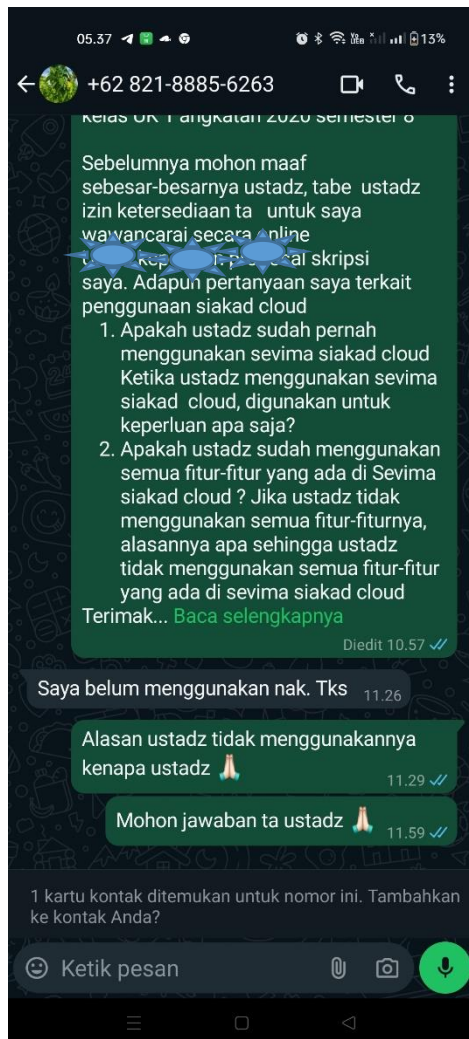 05.37
13%
+62 821-8885-6263
kelas UK 1 angkatan 2020 semester 8
Sebelumnya mohon maaf
sebesar-besarnya ustadz, tabe ustadz
izin ketersediaan ta untuk saya
wawancarai secara online
skripsi
saya. Adapun pertanyaan saya terkait
penggunaan siakad cloud
1. Apakah ustadz sudah pernah
menggunakan sevima siakad cloud
Ketika ustadz menggunakan sevima
siakad cloud, digunakan untuk
keperluan apa saja?
2. Apakah ustadz sudah menggunakan
semua fitur-fitur yang ada di Sevima
siakad cloud ? Jika ustadz tidak
menggunakan semua fitur-fiturnya,
alasannya apa sehingga ustadz
tidak menggunakan semua fitur-fitur
yang ada di sevima siakad cloud
Terimak... Baca selengkapnya
Diedit 10.57
Saya belum menggunakan nak. Tks 11.26
Alasan ustadz tidak menggunakannya
kenapa ustadz 🙏
11.29
Mohon jawaban ta ustadz 🙏
11.59
1 kartu kontak ditemukan untuk nomor ini. Tambahkan
ke kontak Anda?
Ketik pesan